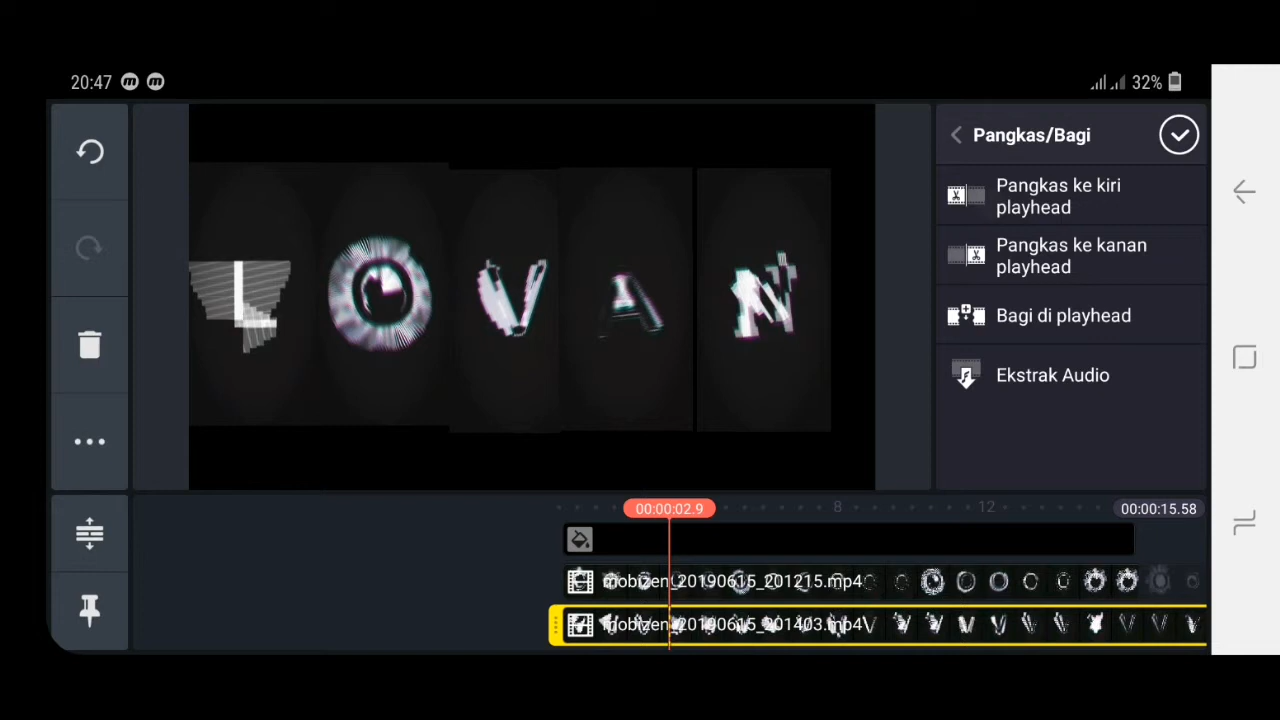 20:47
32%
Pangkas/Bagi
Pangkas ke kiri
playhead
Pangkas ke kanan
playhead
Bagi di playhead
Ekstrak Audio
OVAN
00:00:02.9
8
12
00:00:15.58
mobizen_20190615_201215.mp4
mobizen_20190615_201403.mp4